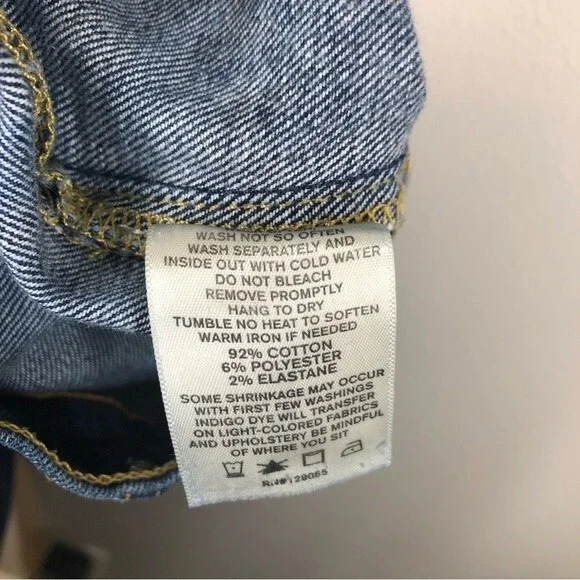 WASH NOT SO OFTEN
WASH SEPARATELY AND
INSIDE OUT WITH COLD WATER
DO NOT BLEACH
REMOVE PROMPTLY
HANG TO DRY
TUMBLE NO HEAT TO SOFTEN
WARM IRON IF NEEDED
92% COTTON
6% POLYESTER
2% ELASTANE
SOME SHRINKAGE MAY OCCUR
WITH FIRST FEW WASHINGS
INDIGO DYE WILL TRANSFER
ON LIGHT-COLORED FABRICS
AND UPHOLSTERY BE MINDFUL
OF WHERE YOU SIT
RN# 129065